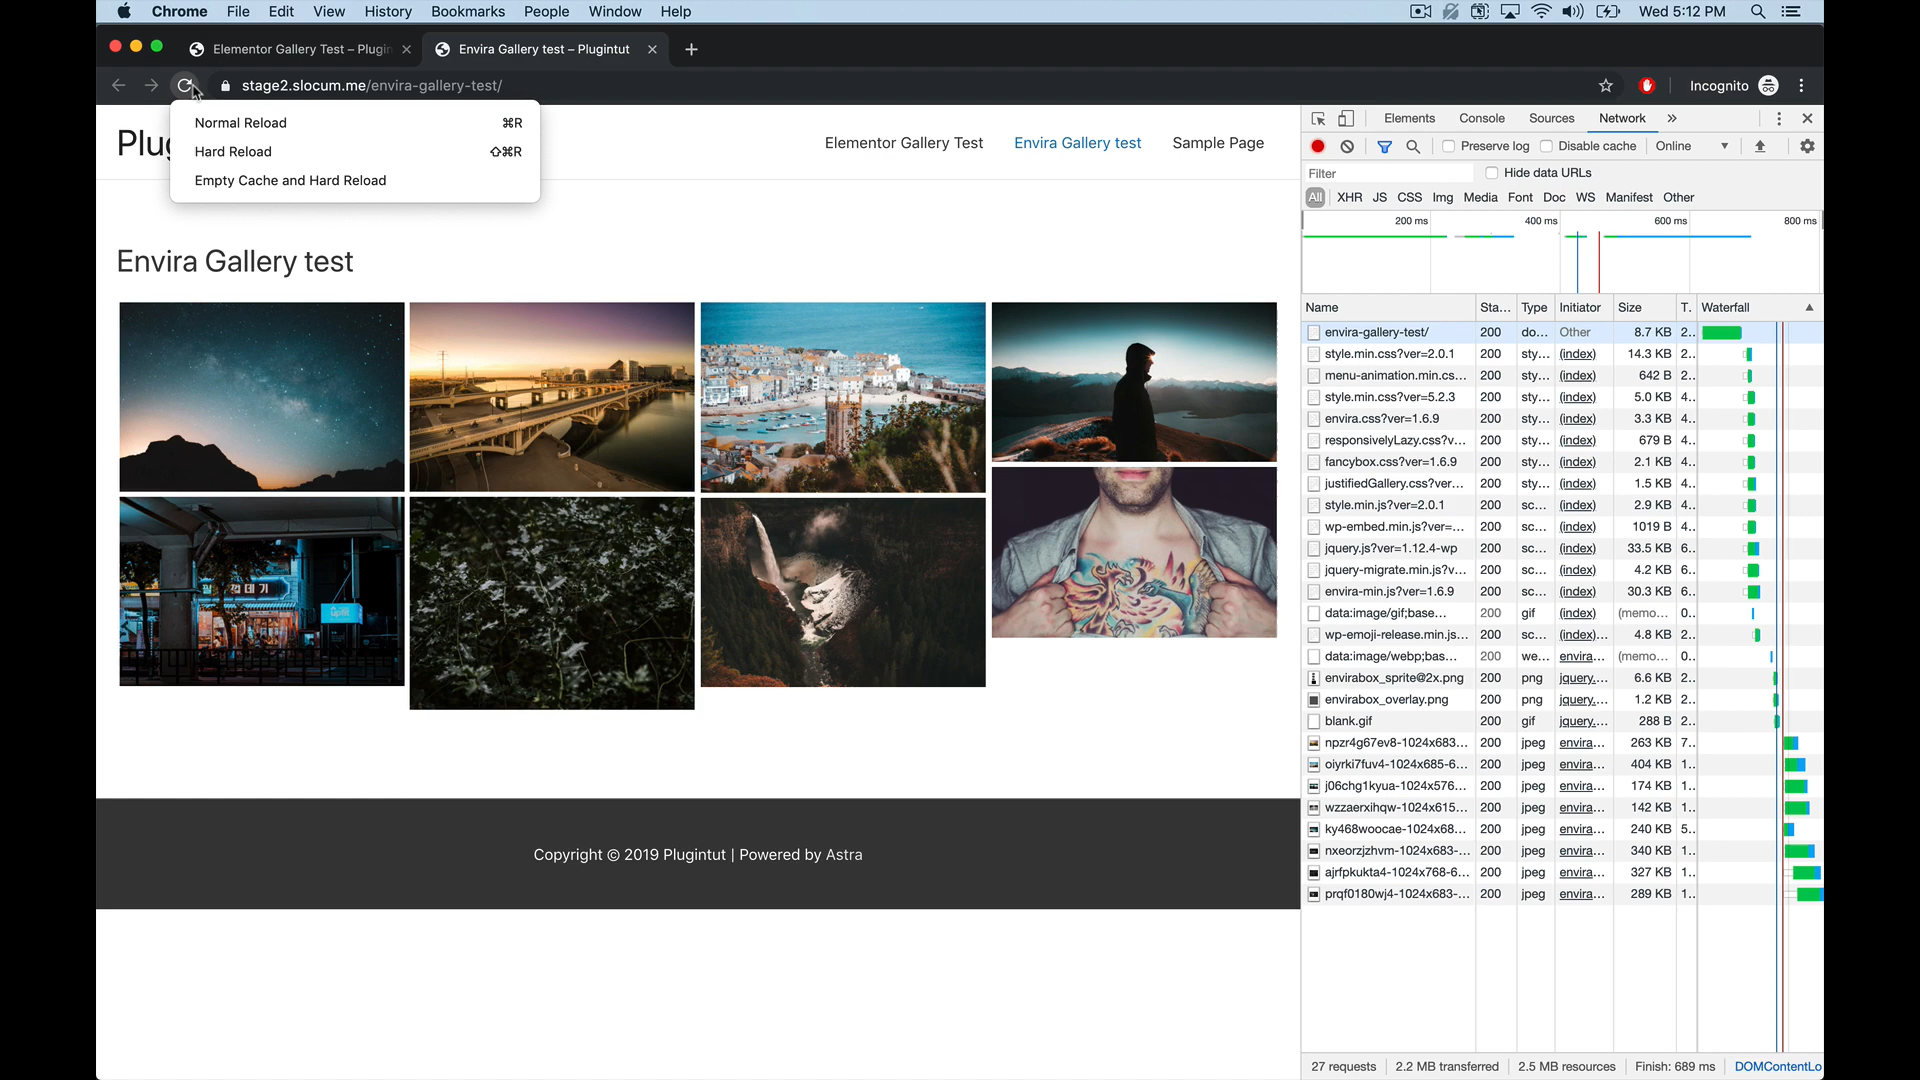 Chrome File Edit View History Bookmarks People Window Help Wed 5:12 PM
Elementor Gallery Test – Plugin Envira Gallery test – Plugintut
stage2.slocum.me/envira-gallery-test/ Incognito
Normal Reload ⌘R
Hard Reload ⇧⌘R
Empty Cache and Hard Reload
Plug
Elementor Gallery Test Envira Gallery test Sample Page
Envira Gallery test
껍데기
upfit
Copyright © 2019 Plugintut | Powered by Astra
Elements Console Sources Network »
Preserve log Disable cache Online
Filter Hide data URLs
All XHR JS CSS Img Media Font Doc WS Manifest Other
200 ms 400 ms 600 ms 800 ms
Name Sta... Type Initiator Size T.. Waterfall
envira-gallery-test/ 200 do... Other 8.7 KB 2..
style.min.css?ver=2.0.1 200 sty... (index) 14.3 KB 2..
menu-animation.min.cs... 200 sty... (index) 642 B 2..
style.min.css?ver=5.2.3 200 sty... (index) 5.0 KB 4..
envira.css?ver=1.6.9 200 sty... (index) 3.3 KB 4..
responsivelyLazy.css?v... 200 sty... (index) 679 B 4..
fancybox.css?ver=1.6.9 200 sty... (index) 2.1 KB 4..
justifiedGallery.css?ver... 200 sty... (index) 1.5 KB 4..
style.min.js?ver=2.0.1 200 sc... (index) 2.9 KB 4..
wp-embed.min.js?ver=... 200 sc... (index) 1019 B 4..
jquery.js?ver=1.12.4-wp 200 sc... (index) 33.5 KB 6..
jquery-migrate.min.js?v... 200 sc... (index) 4.2 KB 6..
envira-min.js?ver=1.6.9 200 sc... (index) 30.3 KB 6..
data:image/gif;base... 200 gif (index) (memo... 0..
wp-emoji-release.min.js... 200 sc... (index)... 4.8 KB 2..
data:image/webp;bas... 200 we... envira... (memo... 0..
envirabox_sprite@2x.png 200 png jquery.... 6.6 KB 2..
envirabox_overlay.png 200 png jquery.... 1.2 KB 2..
blank.gif 200 gif jquery.... 288 B 2..
npzr4g67ev8-1024x683... 200 jpeg envira... 263 KB 7..
oiyrki7fuv4-1024x685-6... 200 jpeg envira... 404 KB 1..
j06chg1kyua-1024x576... 200 jpeg envira... 174 KB 1..
wzzaerxihqw-1024x615... 200 jpeg envira... 142 KB 1..
ky468woocae-1024x68... 200 jpeg envira... 240 KB 5..
nxeorzjzhvm-1024x683-... 200 jpeg envira... 340 KB 1..
ajrfpkukta4-1024x768-6... 200 jpeg envira... 327 KB 1..
prqf0180wj4-1024x683-... 200 jpeg envira... 289 KB 1..
27 requests 2.2 MB transferred 2.5 MB resources Finish: 689 ms DOMContentLo